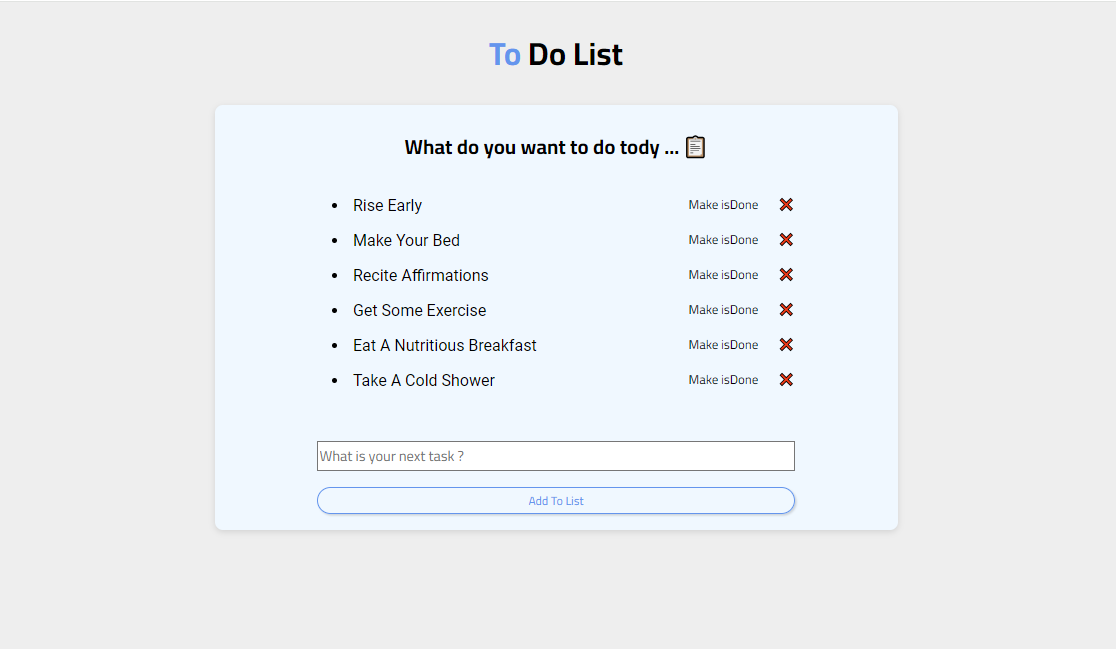 To Do List
What do you want to do tody ...
Rise Early Make isDone
Make Your Bed Make isDone
Recite Affirmations Make isDone
Get Some Exercise Make isDone
Eat A Nutritious Breakfast Make isDone
Take A Cold Shower Make isDone
What is your next task ?
Add To List